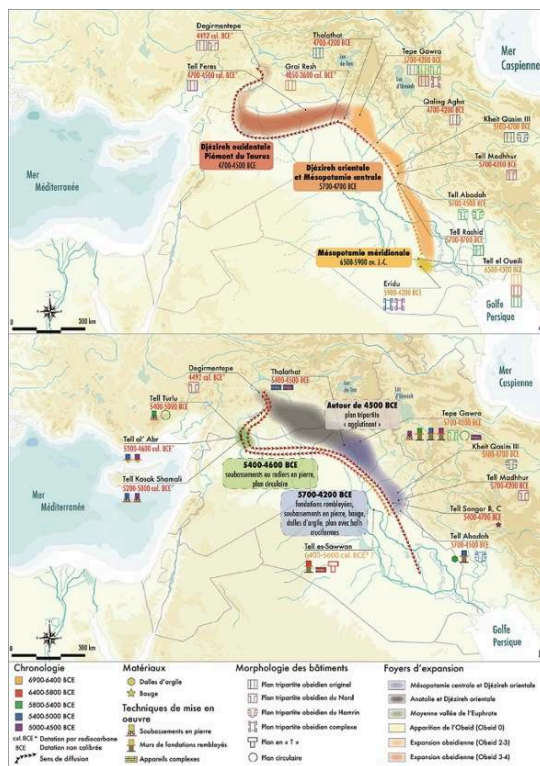 Degirmentepe
4492 cal. BCE*
Thalathat
4700-4200 BCE
Tepe Gawra
5700-4200 BCE
Mer
Caspienne
Tell Feres
4700-4500 cal. BCE*
Grai Resh
4050-3600 cal. BCE*
Lac
de Van
Lac
d'Urmieh
Qaling Agha
4700-4200 BCE
Kheit Qasim III
5100-4700 BCE
Djézireh occidentale
Piémont du Taurus
4700-4500 BCE
Djézireh orientale
et Mésopotamie centrale
5700-4700 BCE
Tell Madhhur
5700-4200 BCE
Mer
Méditerranée
Tell Abadah
5700-4500 BCE
Tell Rashid
Mésopotamie méridionale
6500-5900 av. J.-C.
Tell el Oueili
6500-4500 BCE
Eridu
5900-4200 BCE
Golfe
Persique
0
300 km
Degirmentepe
4492 cal. BCE*
Thalathat
5400-4500 BCE
Mer
Caspienne
Tell Turlu
5400-5000 BCE
Autour de 4500 BCE
plan tripartite
« agglutinant »
Tepe Gawra
5700-4200 BCE
Tell al' Abr
5200-4600 cal. BCE*
Kheit Qasim III
5100-4700 BCE
Tell Kosak Shamali
5200-5000 cal. BCE*
5400-4600 BCE
soubassements ou radiers en pierre,
plan circulaire
Tell Madhhur
5700-4200 BCE
5700-4200 BCE
fondations remblayées,
soubassements en pierre, bauge,
dalles d'argile, plan avec halls
cruciformes
Tell Songor B, C
5400-4700 BCE
Mer
Méditerranée
Tell Abadah
5700-4500 BCE
Tell es-Sawwan
6400-5600 cal. BCE*
Golfe
Persique
0
300 km
Chronologie
6900-6400 BCE
6400-5800 BCE
5800-5400 BCE
5400-5000 BCE
5000-4500 BCE
cal. BCE * Datation par radiocarbone
BCE Datation non calibrée
Sens de diffusion
Matériaux
Dalles d'argile
Bauge
Techniques de mise en
oeuvre
Soubassements en pierre
Murs de fondations remblayés
Appareils complexes
Morphologie des bâtiments
Plan tripartite obeidien original
Plan tripartite obeidien du Nord
Plan tripartite obeidien du Hamrin
Plan tripartite obeidien complexe
Plan en « T »
Plan circulaire
Foyers d'expansion
Mésopotamie centrale et Djézireh orientale
Anatolie et Djézireh orientale
Moyenne vallée de l'Euphrate
Apparition de l'Obeid (Obeid 0)
Expansion obeidienne (Obeid 2-3)
Expansion obeidienne (Obeid 3-4)